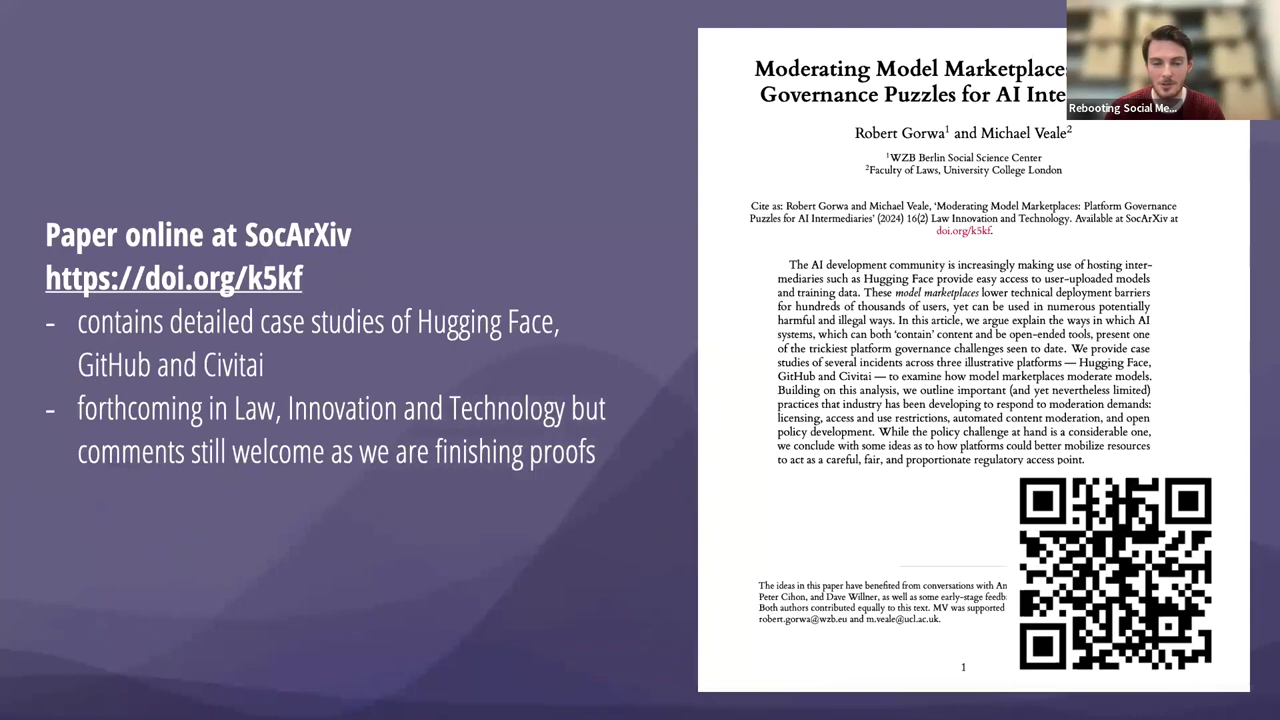 Paper online at SocArXiv
https://doi.org/k5kf
- contains detailed case studies of Hugging Face,
GitHub and Civitai
- forthcoming in Law, Innovation and Technology but
comments still welcome as we are finishing proofs
Moderating Model Marketplaces
Governance Puzzles for AI Inte
Robert Gorwa¹ and Michael Veale²
¹WZB Berlin Social Science Center
²Faculty of Laws, University College London
Cite as: Robert Gorwa and Michael Veale, ‘Moderating Model Marketplaces: Platform Governance
Puzzles for AI Intermediaries’ (2024) 16(2) Law Innovation and Technology. Available at SocArXiv at
doi.org/k5kf.
The AI development community is increasingly making use of hosting inter-
mediaries such as Hugging Face provide easy access to user-uploaded models
and training data. These model marketplaces lower technical deployment barriers
for hundreds of thousands of users, yet can be used in numerous potentially
harmful and illegal ways. In this article, we argue explain the ways in which AI
systems, which can both ‘contain’ content and be open-ended tools, present one
of the trickiest platform governance challenges seen to date. We provide case
studies of several incidents across three illustrative platforms — Hugging Face,
GitHub and Civitai — to examine how model marketplaces moderate models.
Building on this analysis, we outline important (and yet nevertheless limited)
practices that industry has been developing to respond to moderation demands:
licensing, access and use restrictions, automated content moderation, and open
policy development. While the policy challenge at hand is a considerable one,
we conclude with some ideas as to how platforms could better mobilize resources
to act as a careful, fair, and proportionate regulatory access point.
The ideas in this paper have benefited from conversations with An
Peter Cihon, and Dave Willner, as well as some early-stage feedb
Both authors contributed equally to this text. MV was supported
robert.gorwa@wzb.eu and m.veale@ucl.ac.uk.
1
Rebooting Social Me...